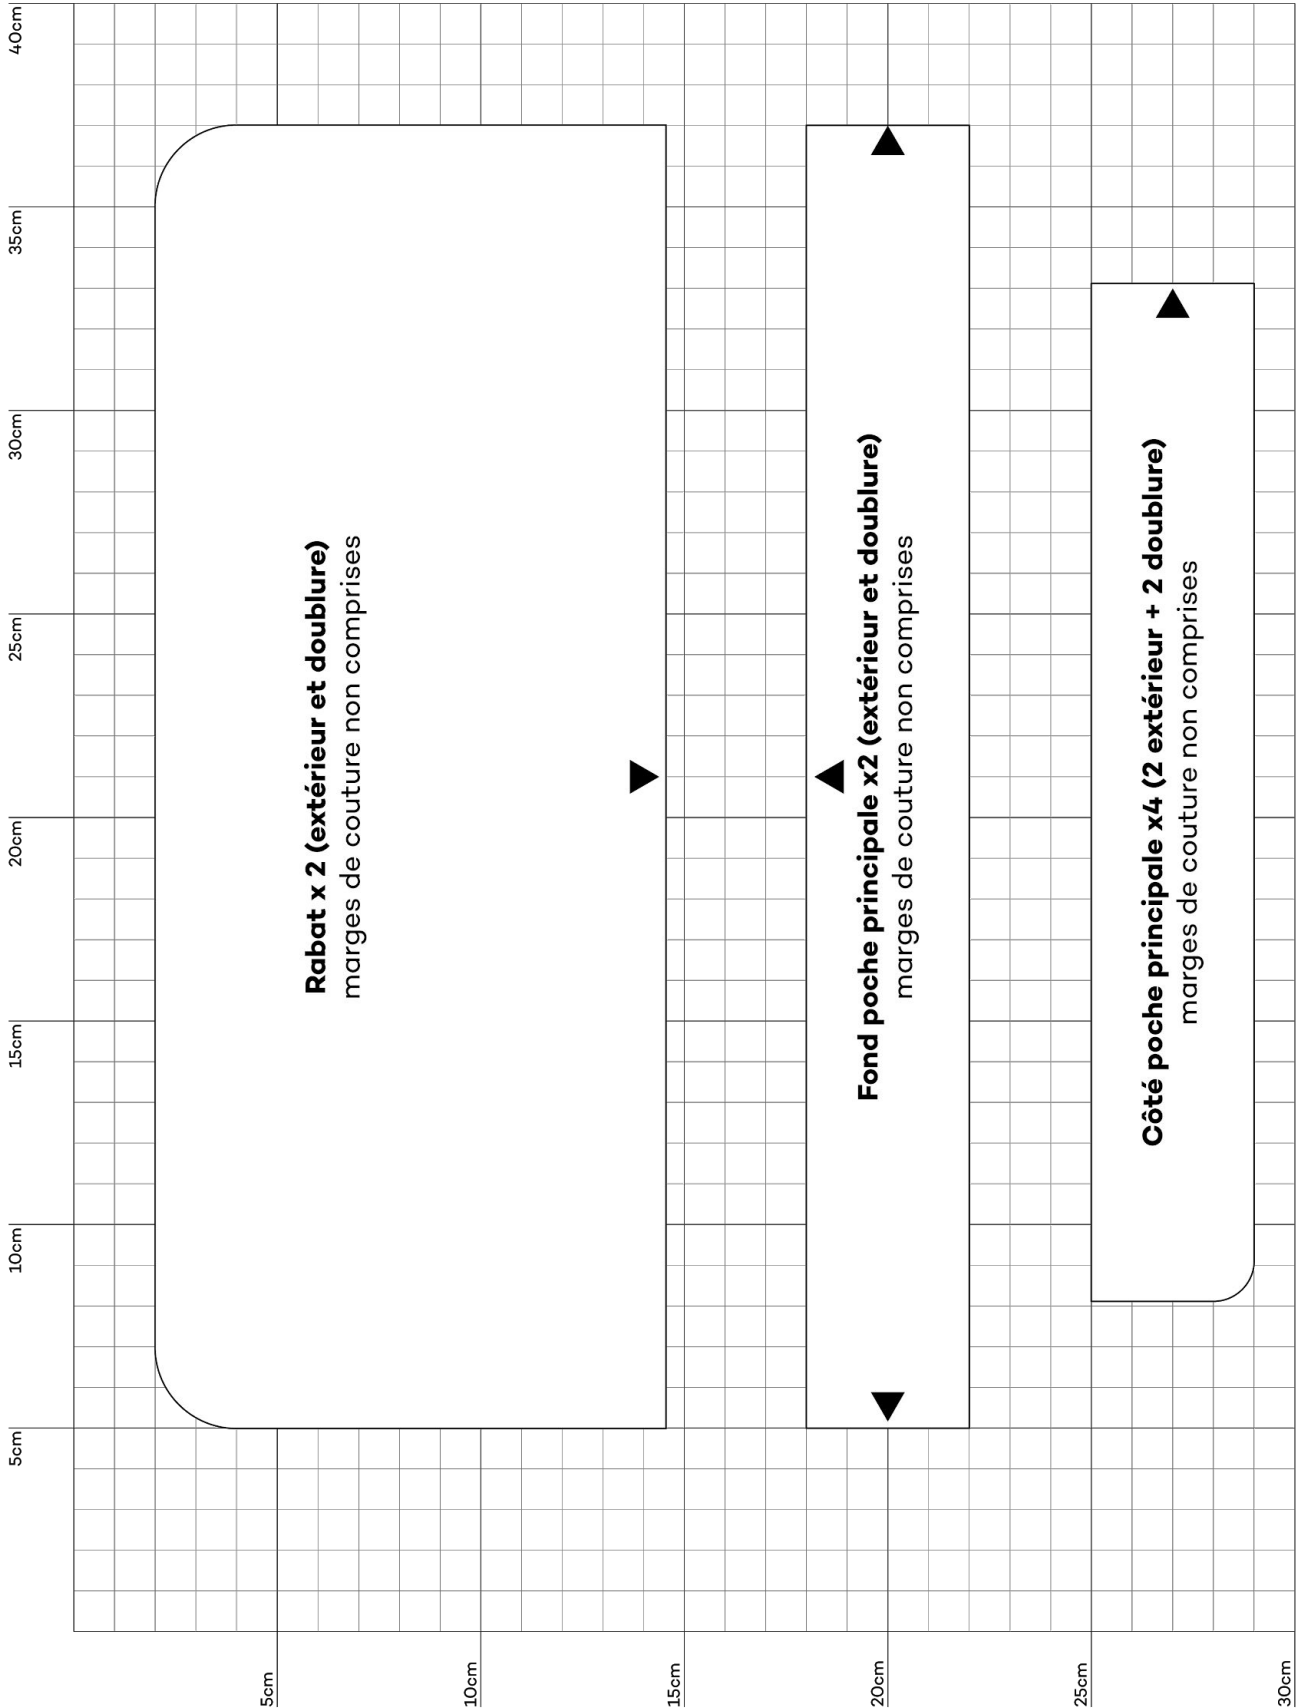 40cm
35cm
30cm
25cm
20cm
15cm
10cm
5cm
Rabat x 2 (extérieur et doublure)
marges de couture non comprises
Fond poche principale x2 (extérieur et doublure)
marges de couture non comprises
Côté poche principale x4 (2 extérieur + 2 doublure)
marges de couture non comprises
5cm
10cm
15cm
20cm
25cm
30cm